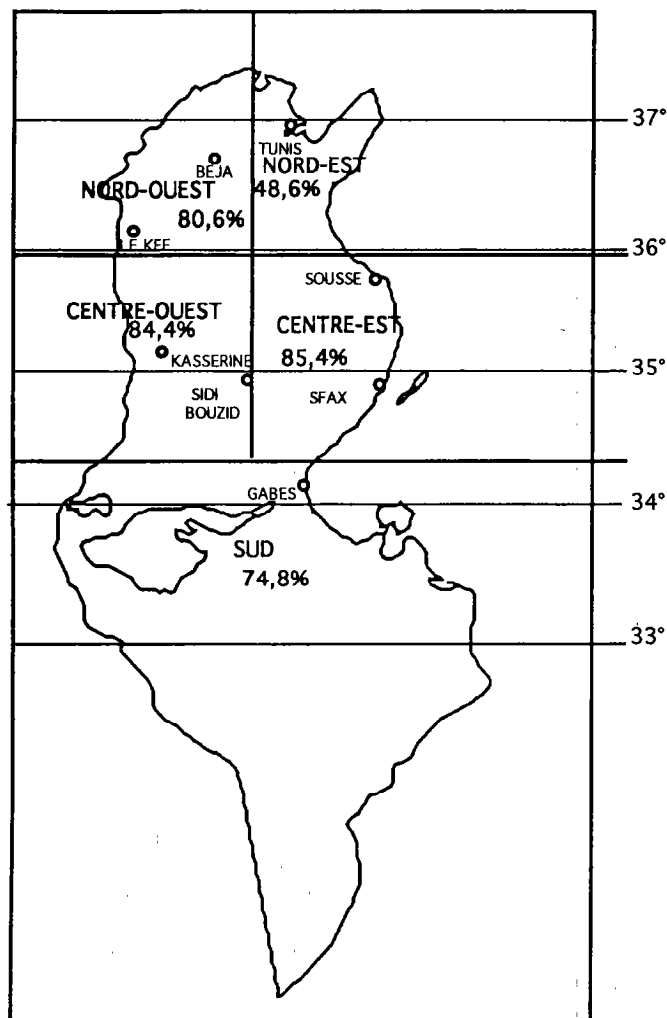 37°
TUNIS
BEJA
NORD-EST
48,6%
NORD-OUEST
80,6%
LE KEF
36°
SOUSSE
CENTRE-OUEST
84,4%
CENTRE-EST
85,4%
KASSERINE
35°
SIDI
BOUZID
SFAX
GABES
34°
SUD
74,8%
33°